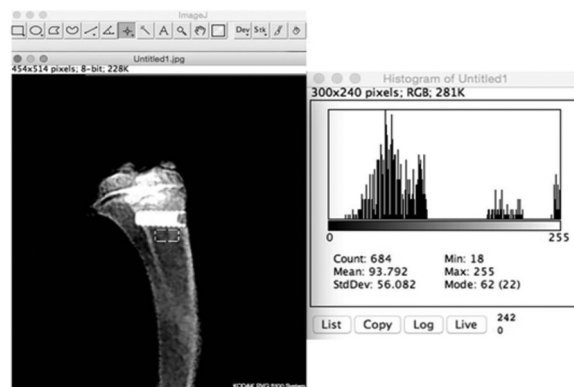 ImageJ
A
Dev
Stk
Untitled1.jpg
454x514 pixels; 8-bit; 228K
Histogram of Untitled1
300x240 pixels; RGB; 281K
0 255
Count: 684 Min: 18
Mean: 93.792 Max: 255
StdDev: 56.082 Mode: 62 (22)
List Copy Log Live 242
0